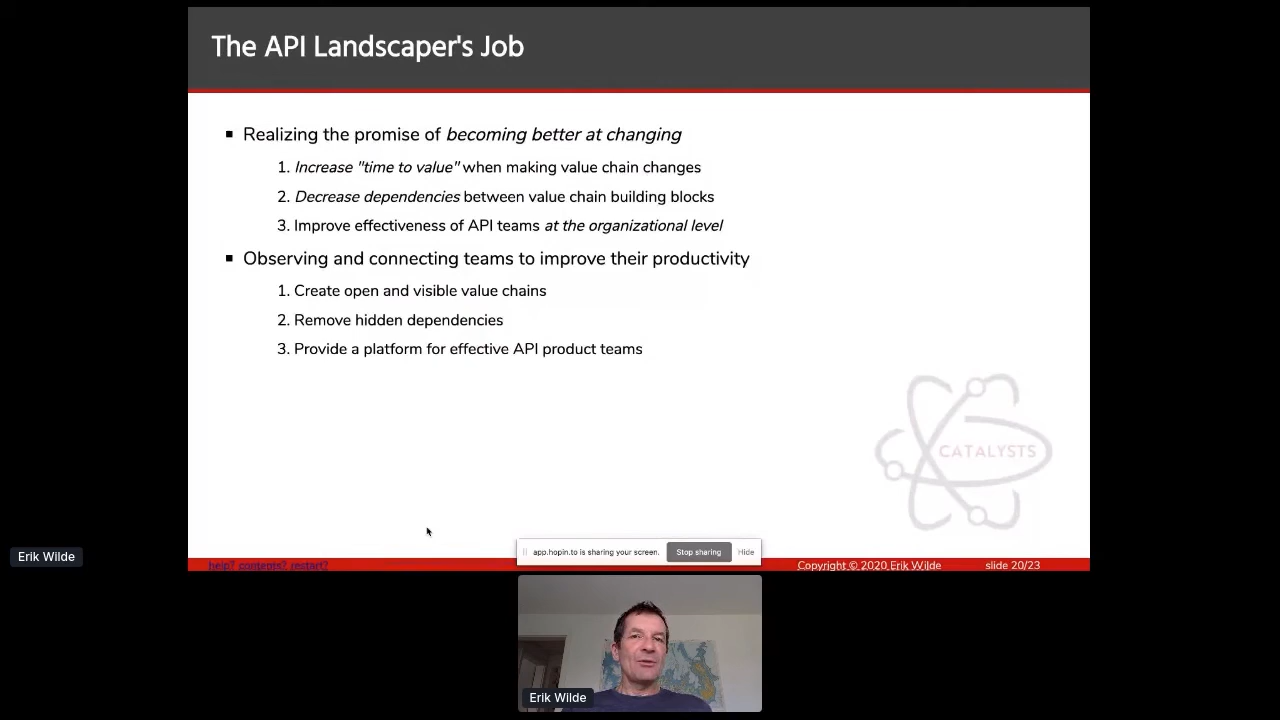 The API Landscaper's Job
Realizing the promise of becoming better at changing
1. Increase "time to value" when making value chain changes
2. Decrease dependencies between value chain building blocks
3. Improve effectiveness of API teams at the organizational level
Observing and connecting teams to improve their productivity
1. Create open and visible value chains
2. Remove hidden dependencies
3. Provide a platform for effective API product teams
CATALYSTS
Erik Wilde
app.hopin.to is sharing your screen. Stop sharing Hide
help? contents? restart? Copyright © 2020 Erik Wilde slide 20/23
Erik Wilde